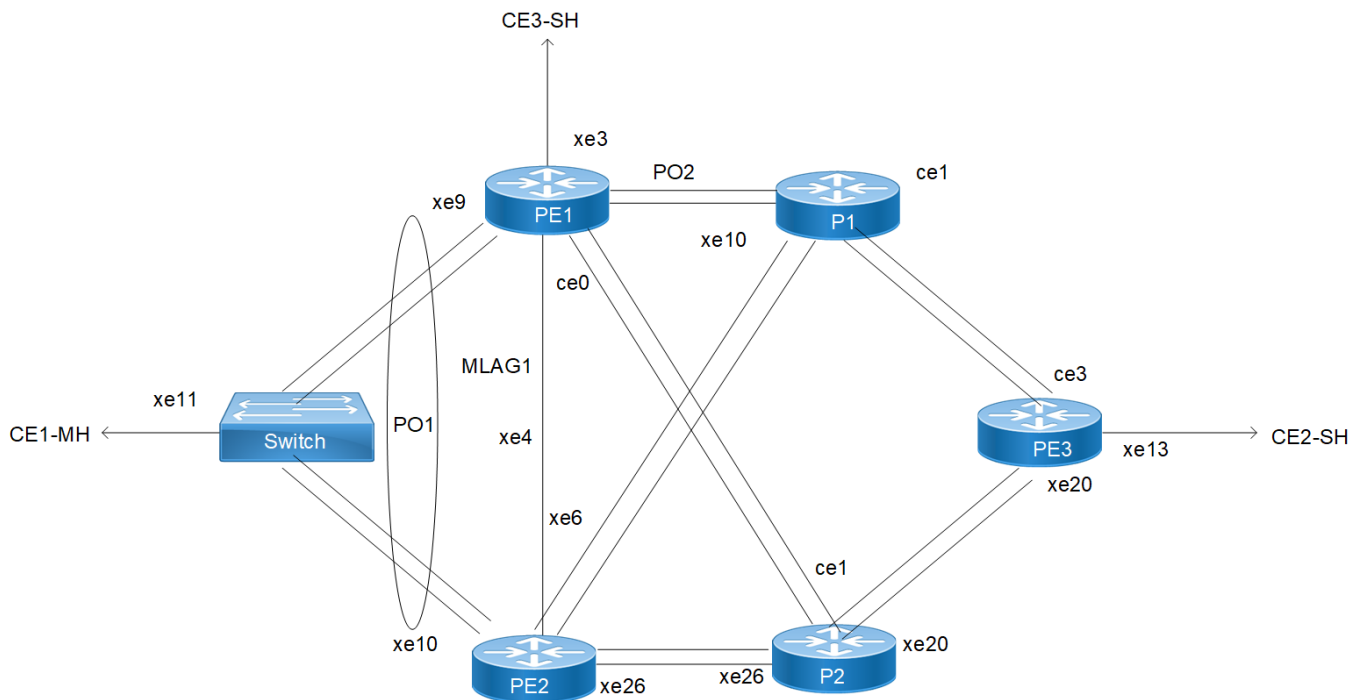 CE3-SH
xe3
PO2
ce1
xe9
PE1
P1
xe10
ce0
MLAG1
xe11
ce3
CE1-MH
Switch
PO1
xe4
PE3
xe13
CE2-SH
xe20
xe6
ce1
xe10
PE2
xe26
xe26
P2
xe20